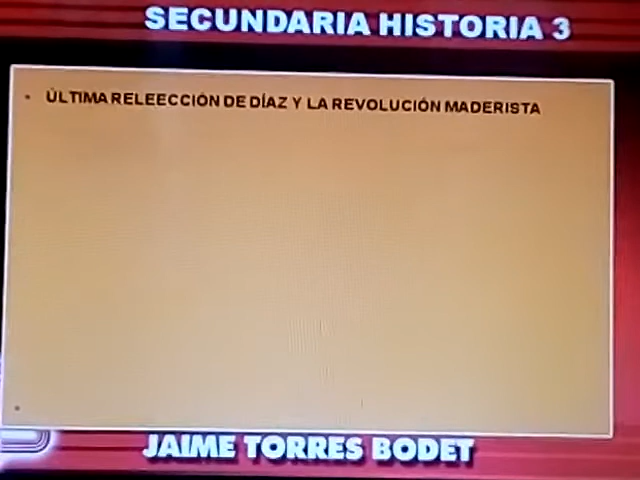 SECUNDARIA HISTORIA 3
• ÚLTIMA RELEECCIÓN DE DÍAZ Y LA REVOLUCIÓN MADERISTA
JAIME TORRES BODET